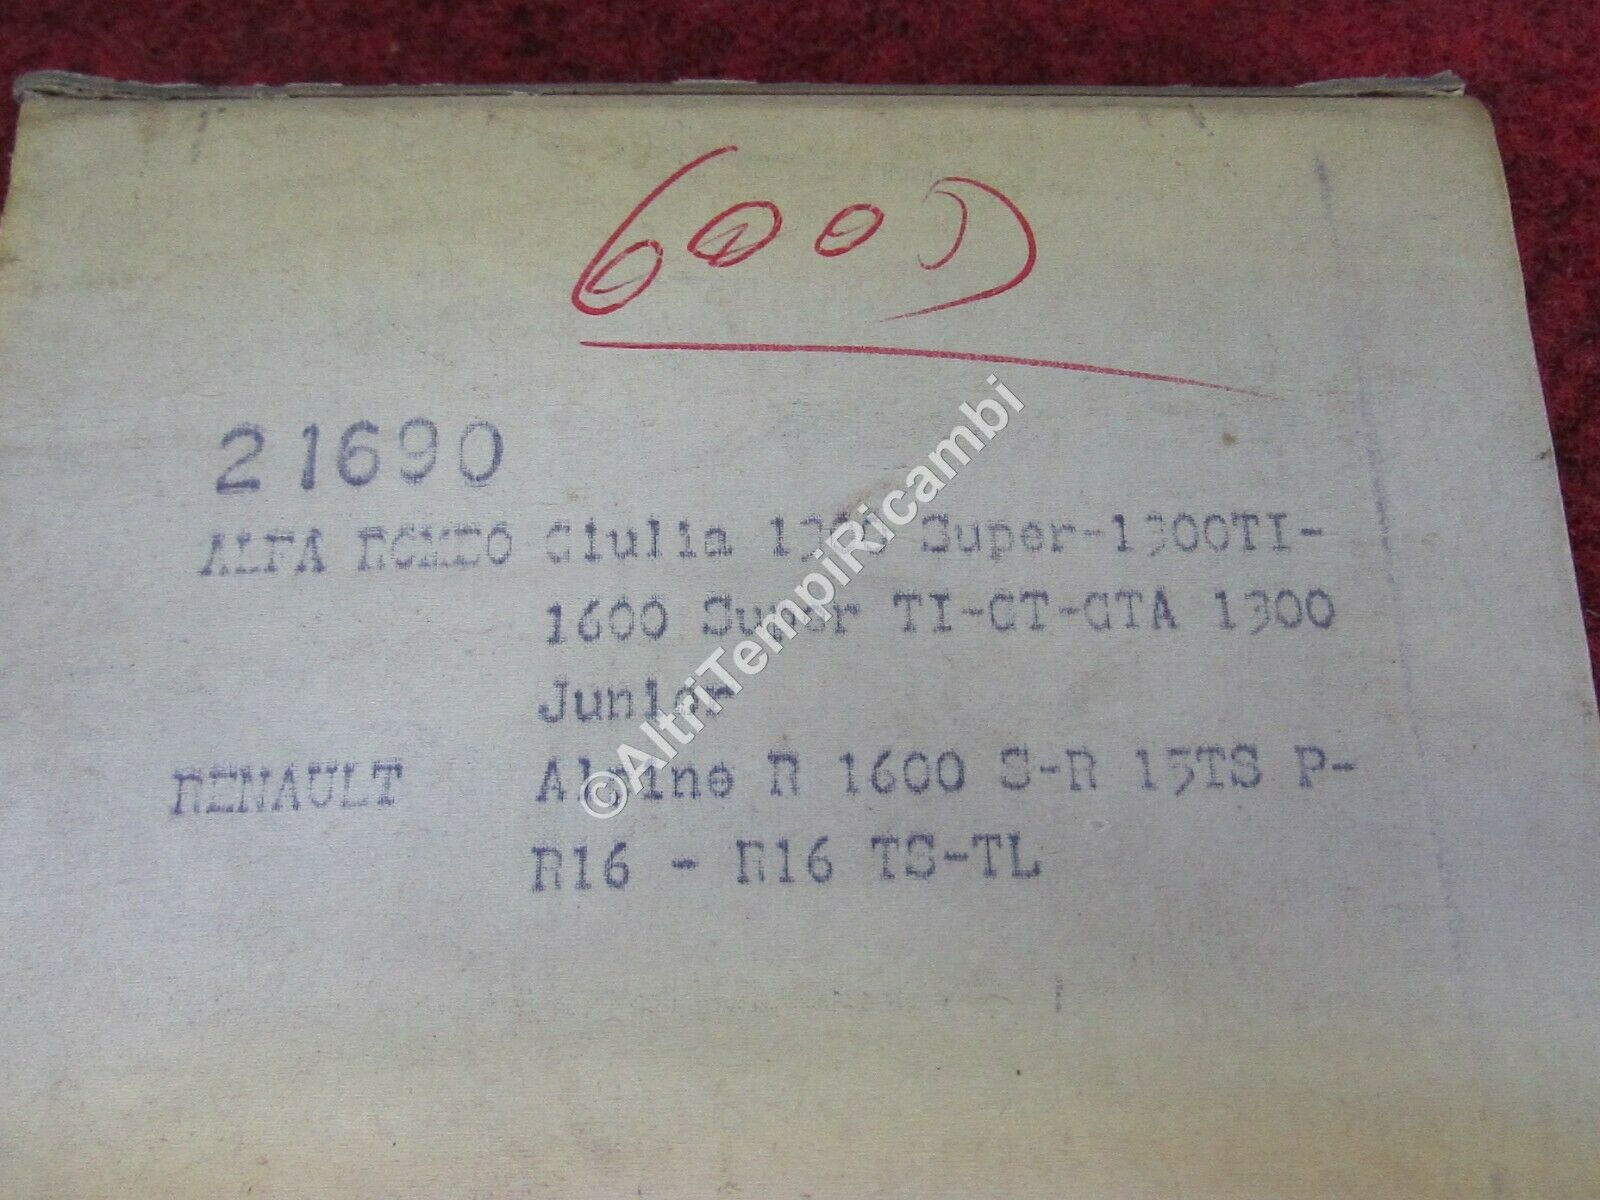 21690
ALFA ROMEO Giulia 1300 Super-1300TI-
1600 Super TI-GT-GTA 1300
Junior
RENAULT Alpine R 1600 S-R 15TS P-
R16 - R16 TS-TL
©AltriTempiRicambi